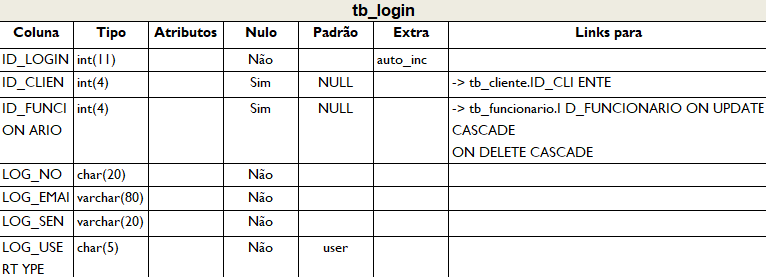 tb_login
Coluna Tipo Atributos Nulo Padrão Extra Links para
ID_LOGIN int(11) Não auto_inc
ID_CLIEN int(4) Sim NULL -> tb_cliente.ID_CLI ENTE
ID_FUNCI int(4) Sim NULL -> tb_funcionario.I D_FUNCIONARIO ON UPDATE
ON ARIO CASCADE
ON DELETE CASCADE
LOG_NO char(20) Não
LOG_EMAI varchar(80) Não
LOG_SEN varchar(20) Não
LOG_USE char(5) Não user
RT YPE